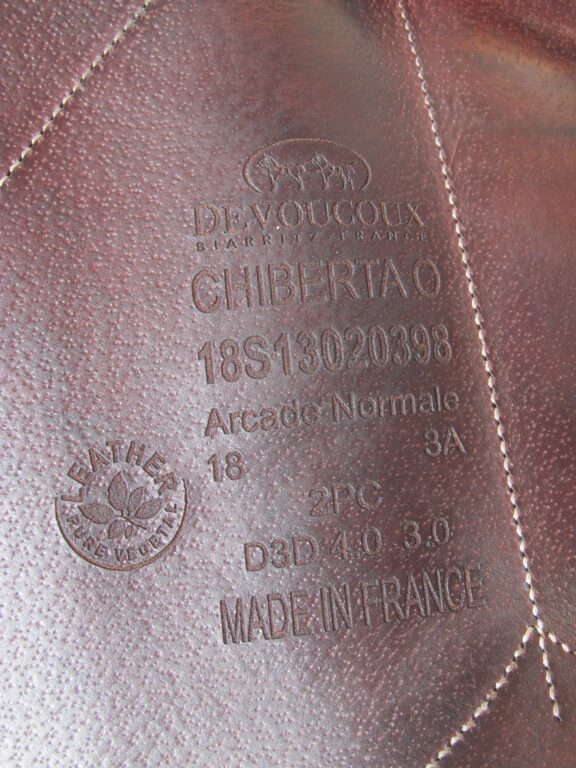 DEVOUCOUX
BIARRITZ FRANCE
CHIBERTA O
18S13020398
Arcade Normale
18 3A
2PC
D3D 4.0 3.0
MADE IN FRANCE
LEATHER
PURE VEGETAL